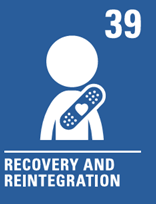 39
RECOVERY AND
REINTEGRATION